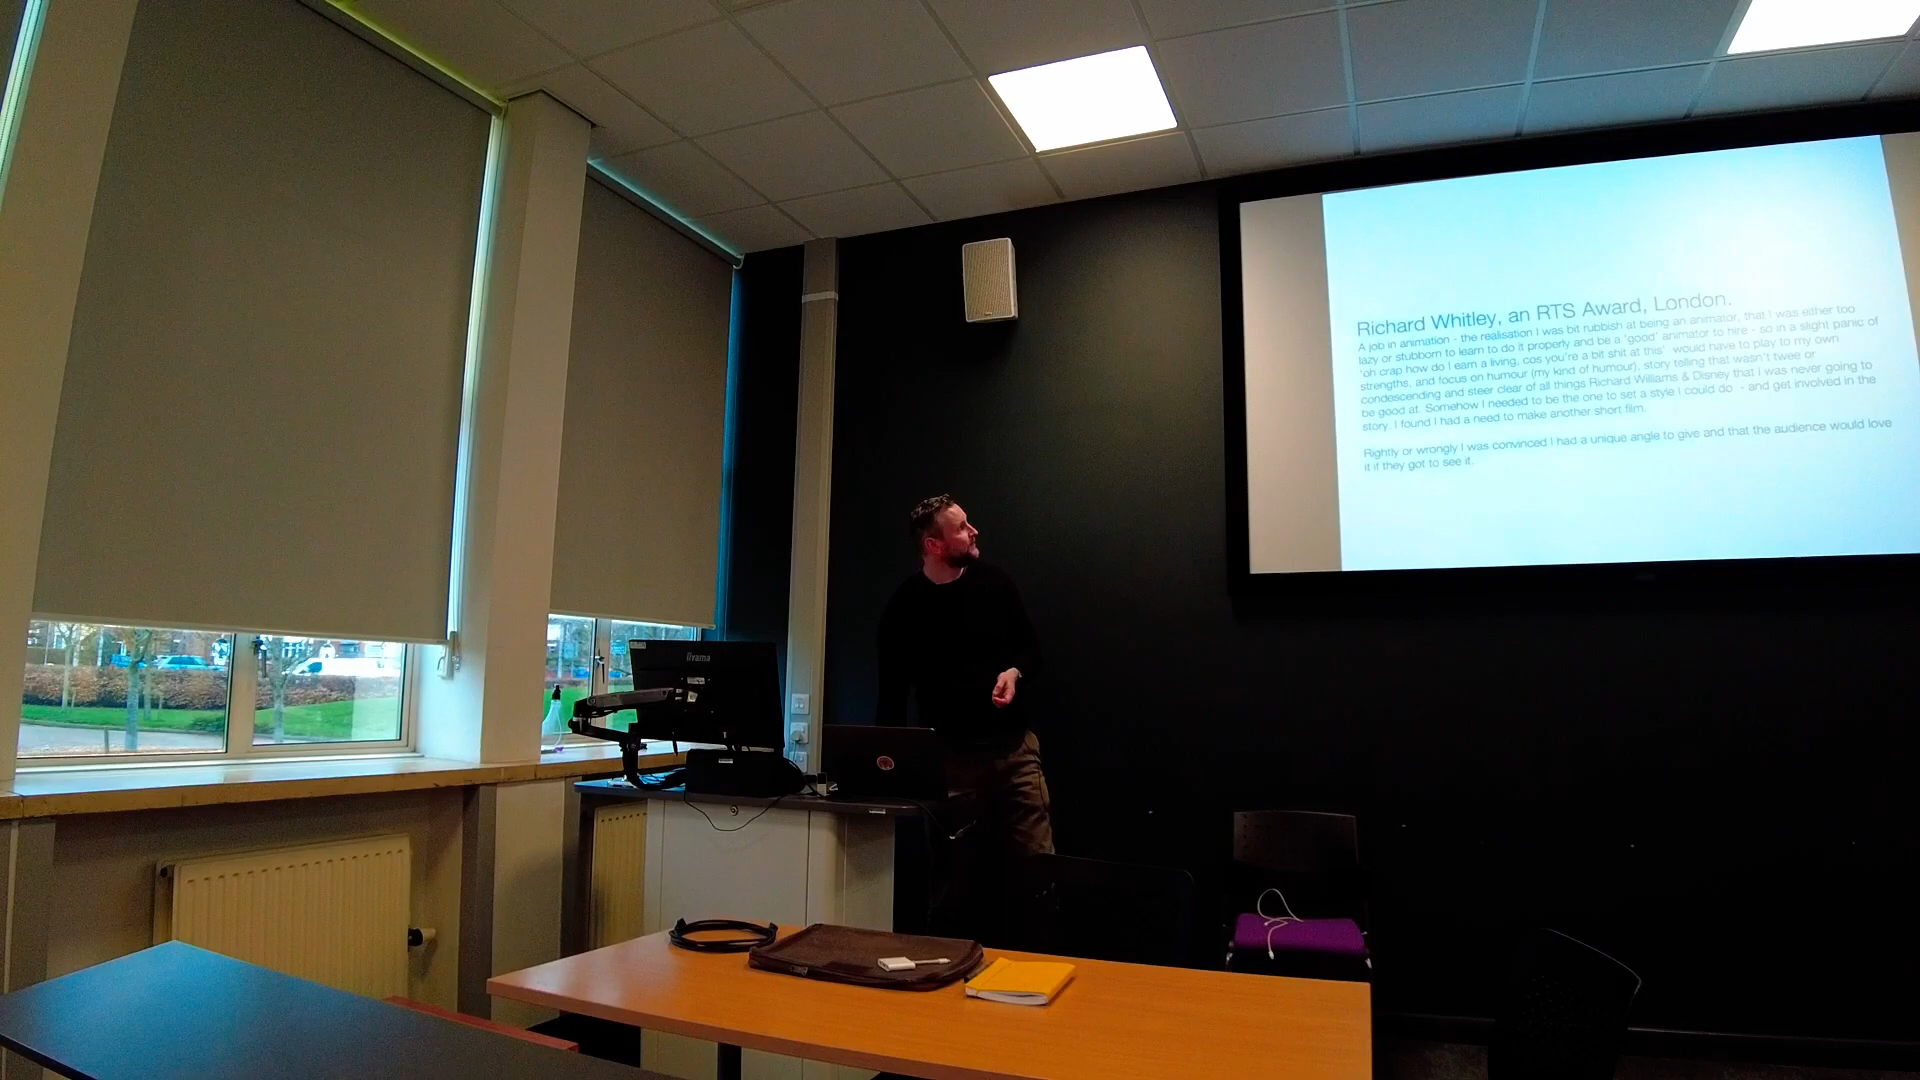 Richard Whitley, an RTS Award, London.
A job in animation - the realisation I was bit rubbish at being an animator, that I was either too
lazy or stubborn to learn to do it properly and be a 'good' animator to hire - so in a slight panic of
'oh crap how do I earn a living, cos you're a bit shit at this' would have to play to my own
strengths, and focus on humour (my kind of humour), story telling that wasn't twee or
condescending and steer clear of all things Richard Williams & Disney that I was never going to
be good at. Somehow I needed to be the one to set a style I could do - and get involved in the
story. I found I had a need to make another short film.
Rightly or wrongly I was convinced I had a unique angle to give and that the audience would love
it if they got to see it.
iiyama